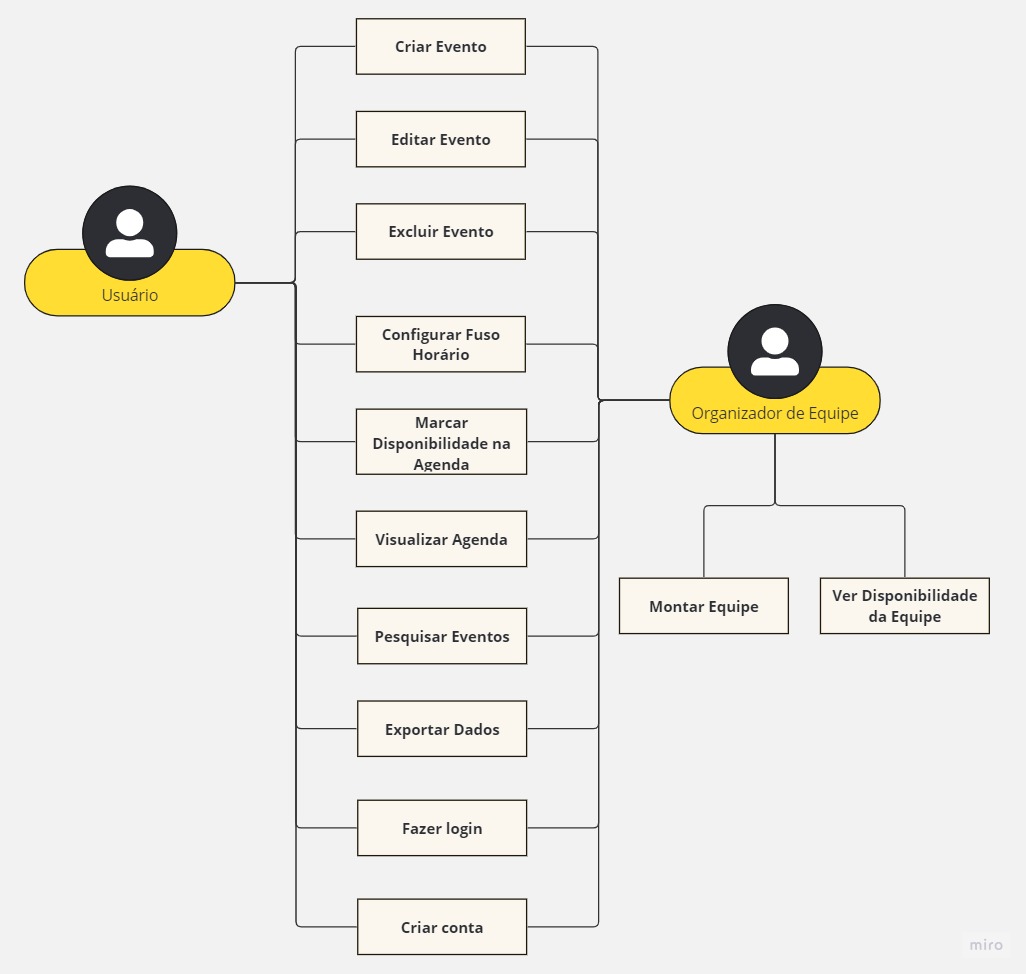 Criar Evento
Editar Evento
Excluir Evento
Usuário
Configurar Fuso
Horário
Marcar
Disponibilidade na
Agenda
Organizador de Equipe
Visualizar Agenda
Montar Equipe
Ver Disponibilidade
da Equipe
Pesquisar Eventos
Exportar Dados
Fazer login
Criar conta
miro